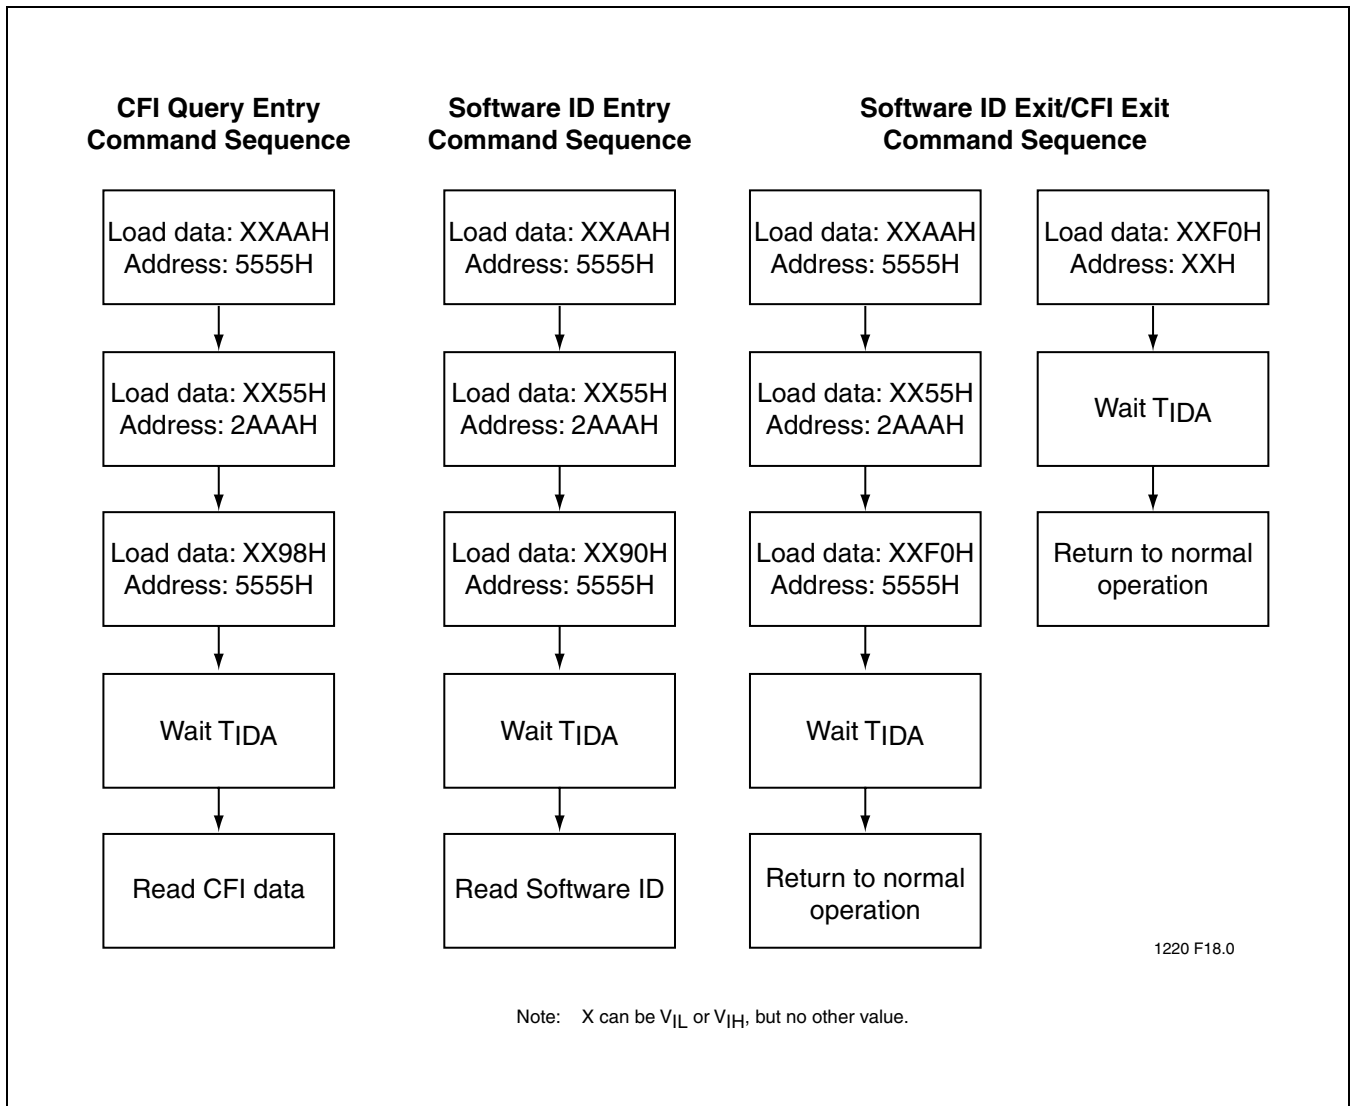 CFI Query Entry
Command Sequence
Load data: XXAAH
Address: 5555H
Load data: XX55H
Address: 2AAAH
Load data: XX98H
Address: 5555H
Wait TIDA
Read CFI data
Software ID Entry
Command Sequence
Load data: XXAAH
Address: 5555H
Load data: XX55H
Address: 2AAAH
Load data: XX90H
Address: 5555H
Wait TIDA
Read Software ID
Software ID Exit/CFI Exit
Command Sequence
Load data: XXAAH
Address: 5555H
Load data: XX55H
Address: 2AAAH
Load data: XXF0H
Address: 5555H
Wait TIDA
Return to normal
operation
Load data: XXF0H
Address: XXH
Wait TIDA
Return to normal
operation
1220 F18.0
Note: X can be VIL or VIH, but no other value.